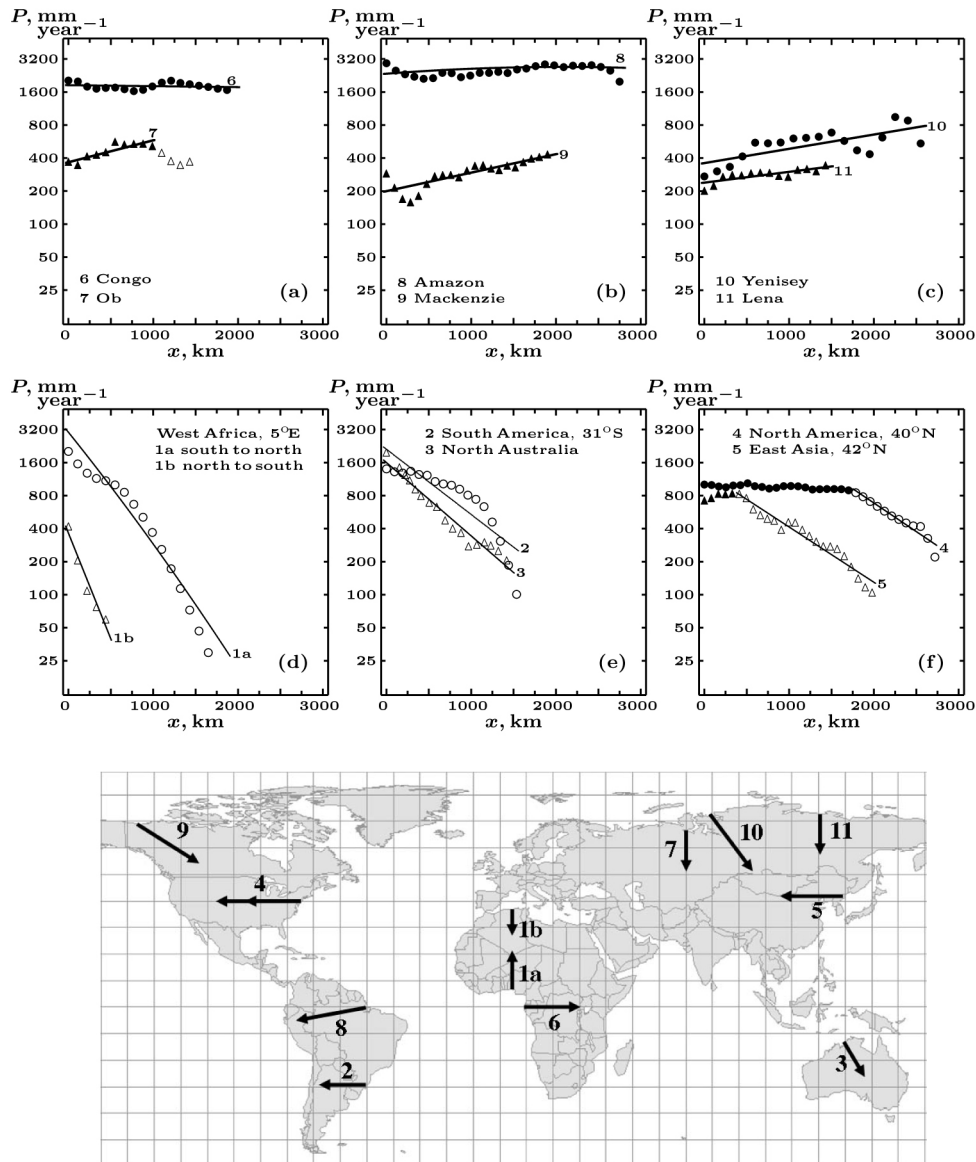 P, mm
year−1
3200
1600
800
400
200
100
50
25
6
7
6 Congo
7 Ob
(a)
0
1000
2000
3000
x, km
P, mm
year−1
3200
1600
800
400
200
100
50
25
8
9
8 Amazon
9 Mackenzie
(b)
0
1000
2000
3000
x, km
P, mm
year−1
3200
1600
800
400
200
100
50
25
10
11
10 Yenisey
11 Lena
(c)
0
1000
2000
3000
x, km
P, mm
year−1
3200
1600
800
400
200
100
50
25
West Africa, 5°E
1a south to north
1b north to south
1b
1a
(d)
0
1000
2000
3000
x, km
P, mm
year−1
3200
1600
800
400
200
100
50
25
2 South America, 31°S
3 North Australia
2
3
(e)
0
1000
2000
3000
x, km
P, mm
year−1
3200
1600
800
400
200
100
50
25
4 North America, 40°N
5 East Asia, 42°N
4
5
(f)
0
1000
2000
3000
x, km
9
4
7
10
11
5
1b
1a
6
8
2
3